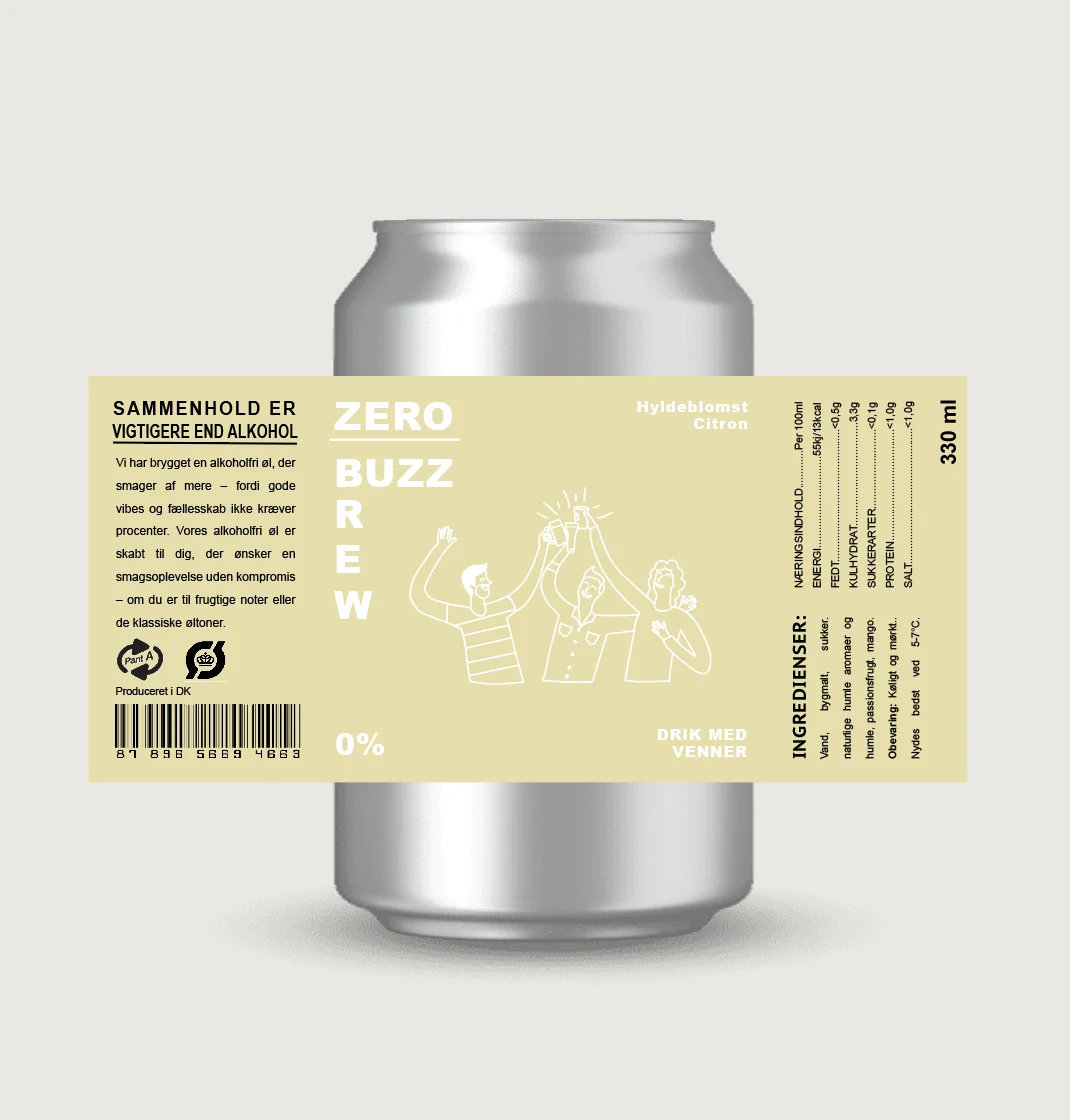 SAMMENHOLD ER
VIGTIGERE END ALKOHOL
Vi har brygget en alkoholfri øl, der
smager af mere – fordi gode
vibes og fællesskab ikke kræver
procenter. Vores alkoholfri øl er
skabt til dig, der ønsker en
smagsoplevelse uden kompromis
– om du er til frugtige noter eller
de klassiske øltoner.
Pant A
Produceret i DK
87 896 5669 4663
ZERO
BUZZ
R
E
W
0%
Hyldeblomst
Citron
DRIK MED
VENNER
NÆRINGSINDHOLD......Per 100ml
ENERGI......55kj/13kcal
FEDT......<0,5g
KULHYDRAT......3,3g
SUKKERARTER......<0,1g
PROTEIN......<1,0g
SALT......<1,0g
INGREDIENSER:
Vand, bygmalt, sukker.
naturlige humle aromaer og
humle, passionsfrugt, mango.
Obevaring: Køligt og mørkt.
Nydes bedst ved 5-7°C.
330 ml